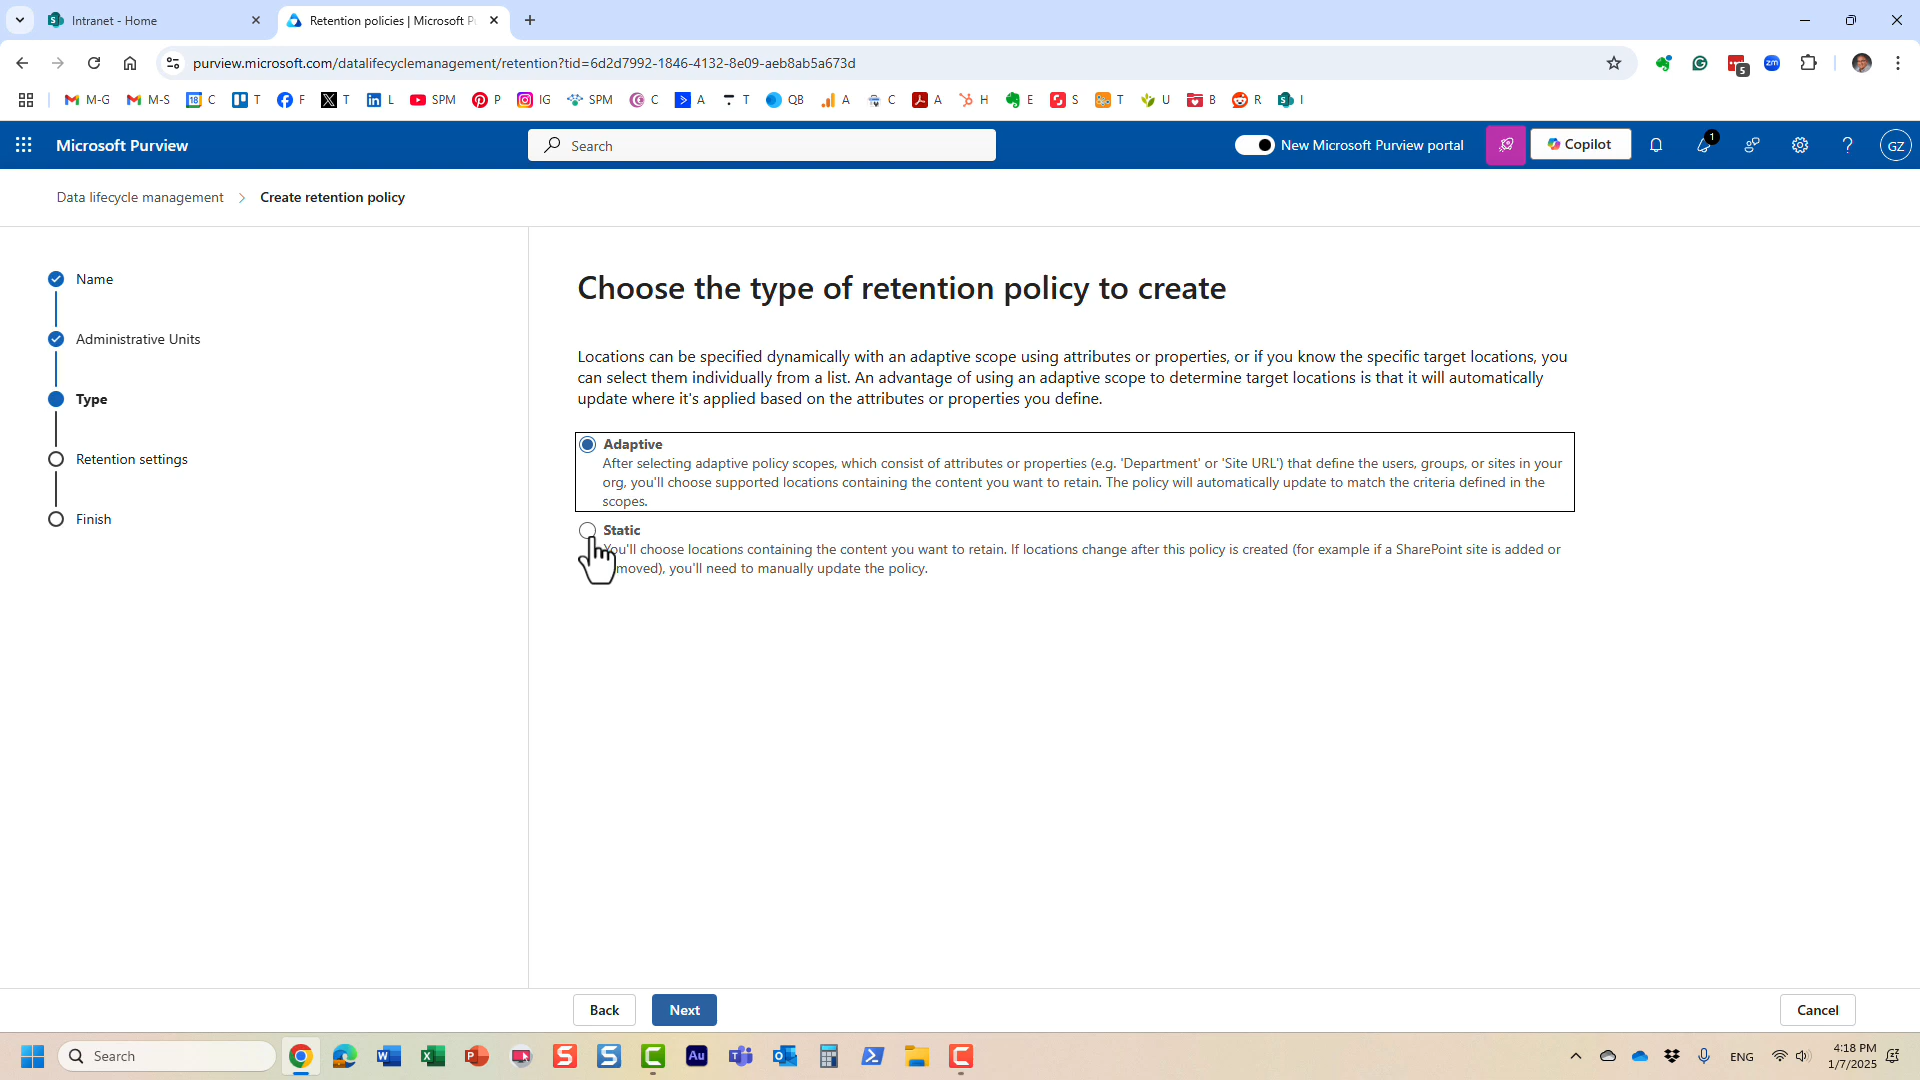 Intranet - Home
Retention policies | Microsoft P
purview.microsoft.com/datalifecyclemanagement/retention?tid=6d2d7992-1846-4132-8e09-aeb8ab5a673d
5
zm
M-G
M-S
18 C
T
F
T
L
SPM
P
IG
SPM
C
A
T
QB
A
C
A
H
E
S
T
U
B
R
I
Microsoft Purview
Search
New Microsoft Purview portal
Copilot
1
GZ
Data lifecycle management > Create retention policy
Name
Administrative Units
Type
Retention settings
Finish
Choose the type of retention policy to create
Locations can be specified dynamically with an adaptive scope using attributes or properties, or if you know the specific target locations, you
can select them individually from a list. An advantage of using an adaptive scope to determine target locations is that it will automatically
update where it's applied based on the attributes or properties you define.
Adaptive
After selecting adaptive policy scopes, which consist of attributes or properties (e.g. 'Department' or 'Site URL') that define the users, groups, or sites in your
org, you'll choose supported locations containing the content you want to retain. The policy will automatically update to match the criteria defined in the
scopes.
Static
You'll choose locations containing the content you want to retain. If locations change after this policy is created (for example if a SharePoint site is added or
moved), you'll need to manually update the policy.
Back
Next
Cancel
Search
Au
ENG
4:18 PM
1/7/2025